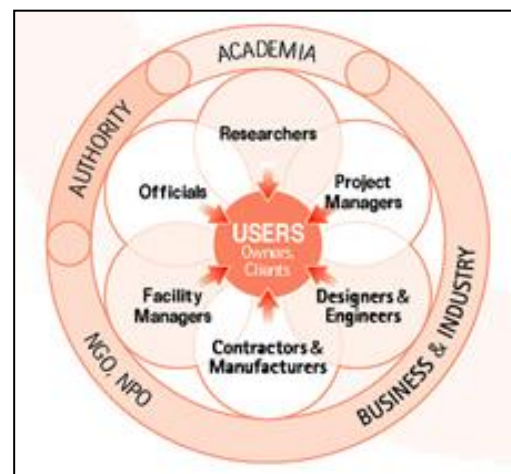 ACADEMIA
AUTHORITY
Researchers
Officials
Project
Managers
USERS
Owners,
Clients
Facility
Managers
Designers &
Engineers
Contractors &
Manufacturers
NGO, NPO
BUSINESS & INDUSTRY